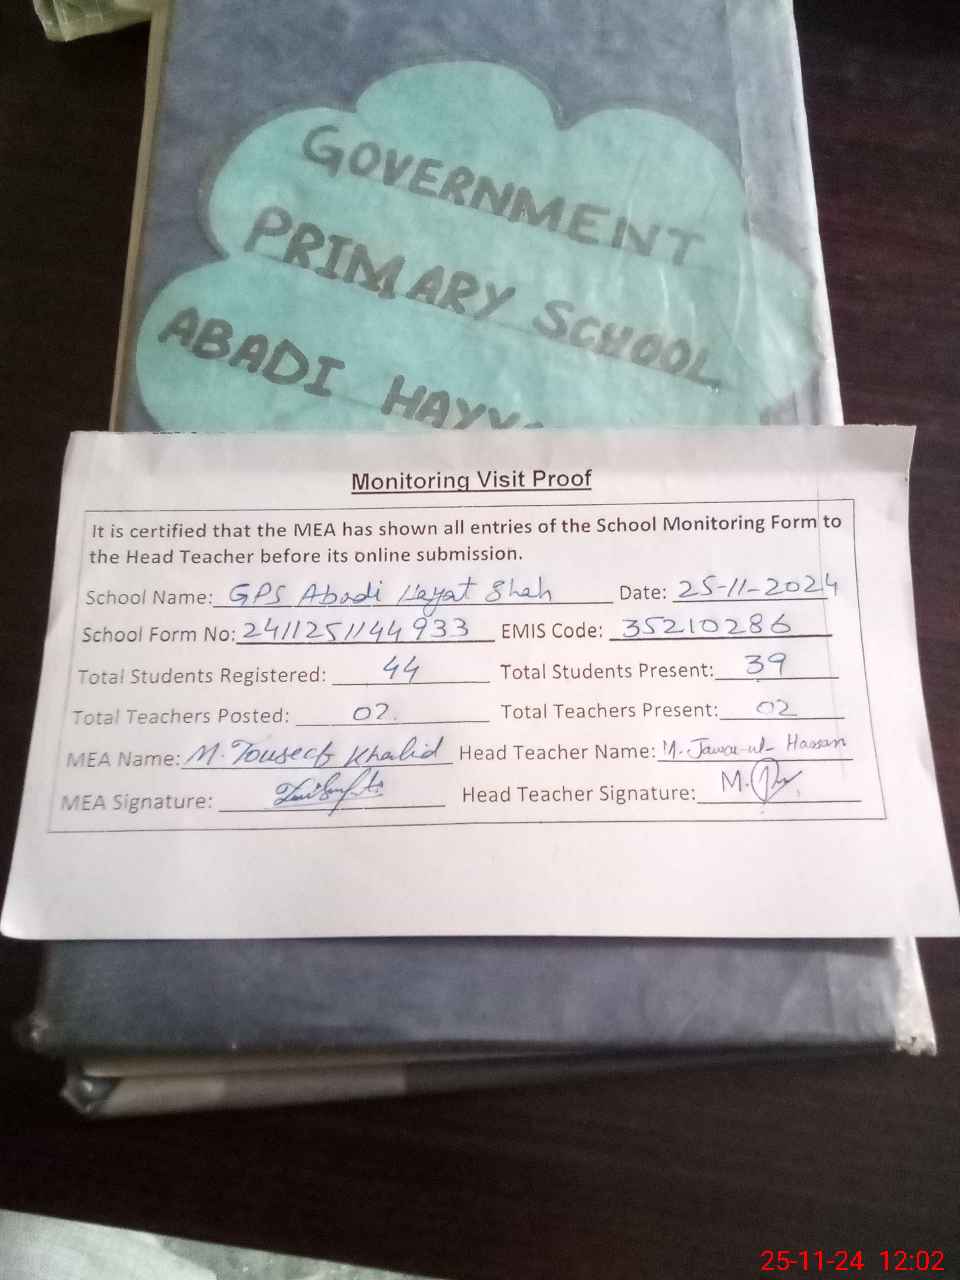 GOVERNMENT
PRIMARY SCHOOL
ABADI HAYY
Monitoring Visit Proof
It is certified that the MEA has shown all entries of the School Monitoring Form to
the Head Teacher before its online submission.
School Name: GPS Abadi Hayat Shah Date: 25-11-2024
School Form No: 2411251144933 EMIS Code: 35210286
Total Students Registered: 44 Total Students Present: 39
Total Teachers Posted: 02. Total Teachers Present: 02
MEA Name: M. Touseef Khalid Head Teacher Name: M. Hassan
MEA Signature: Head Teacher Signature: M.
25-11-24 12:02